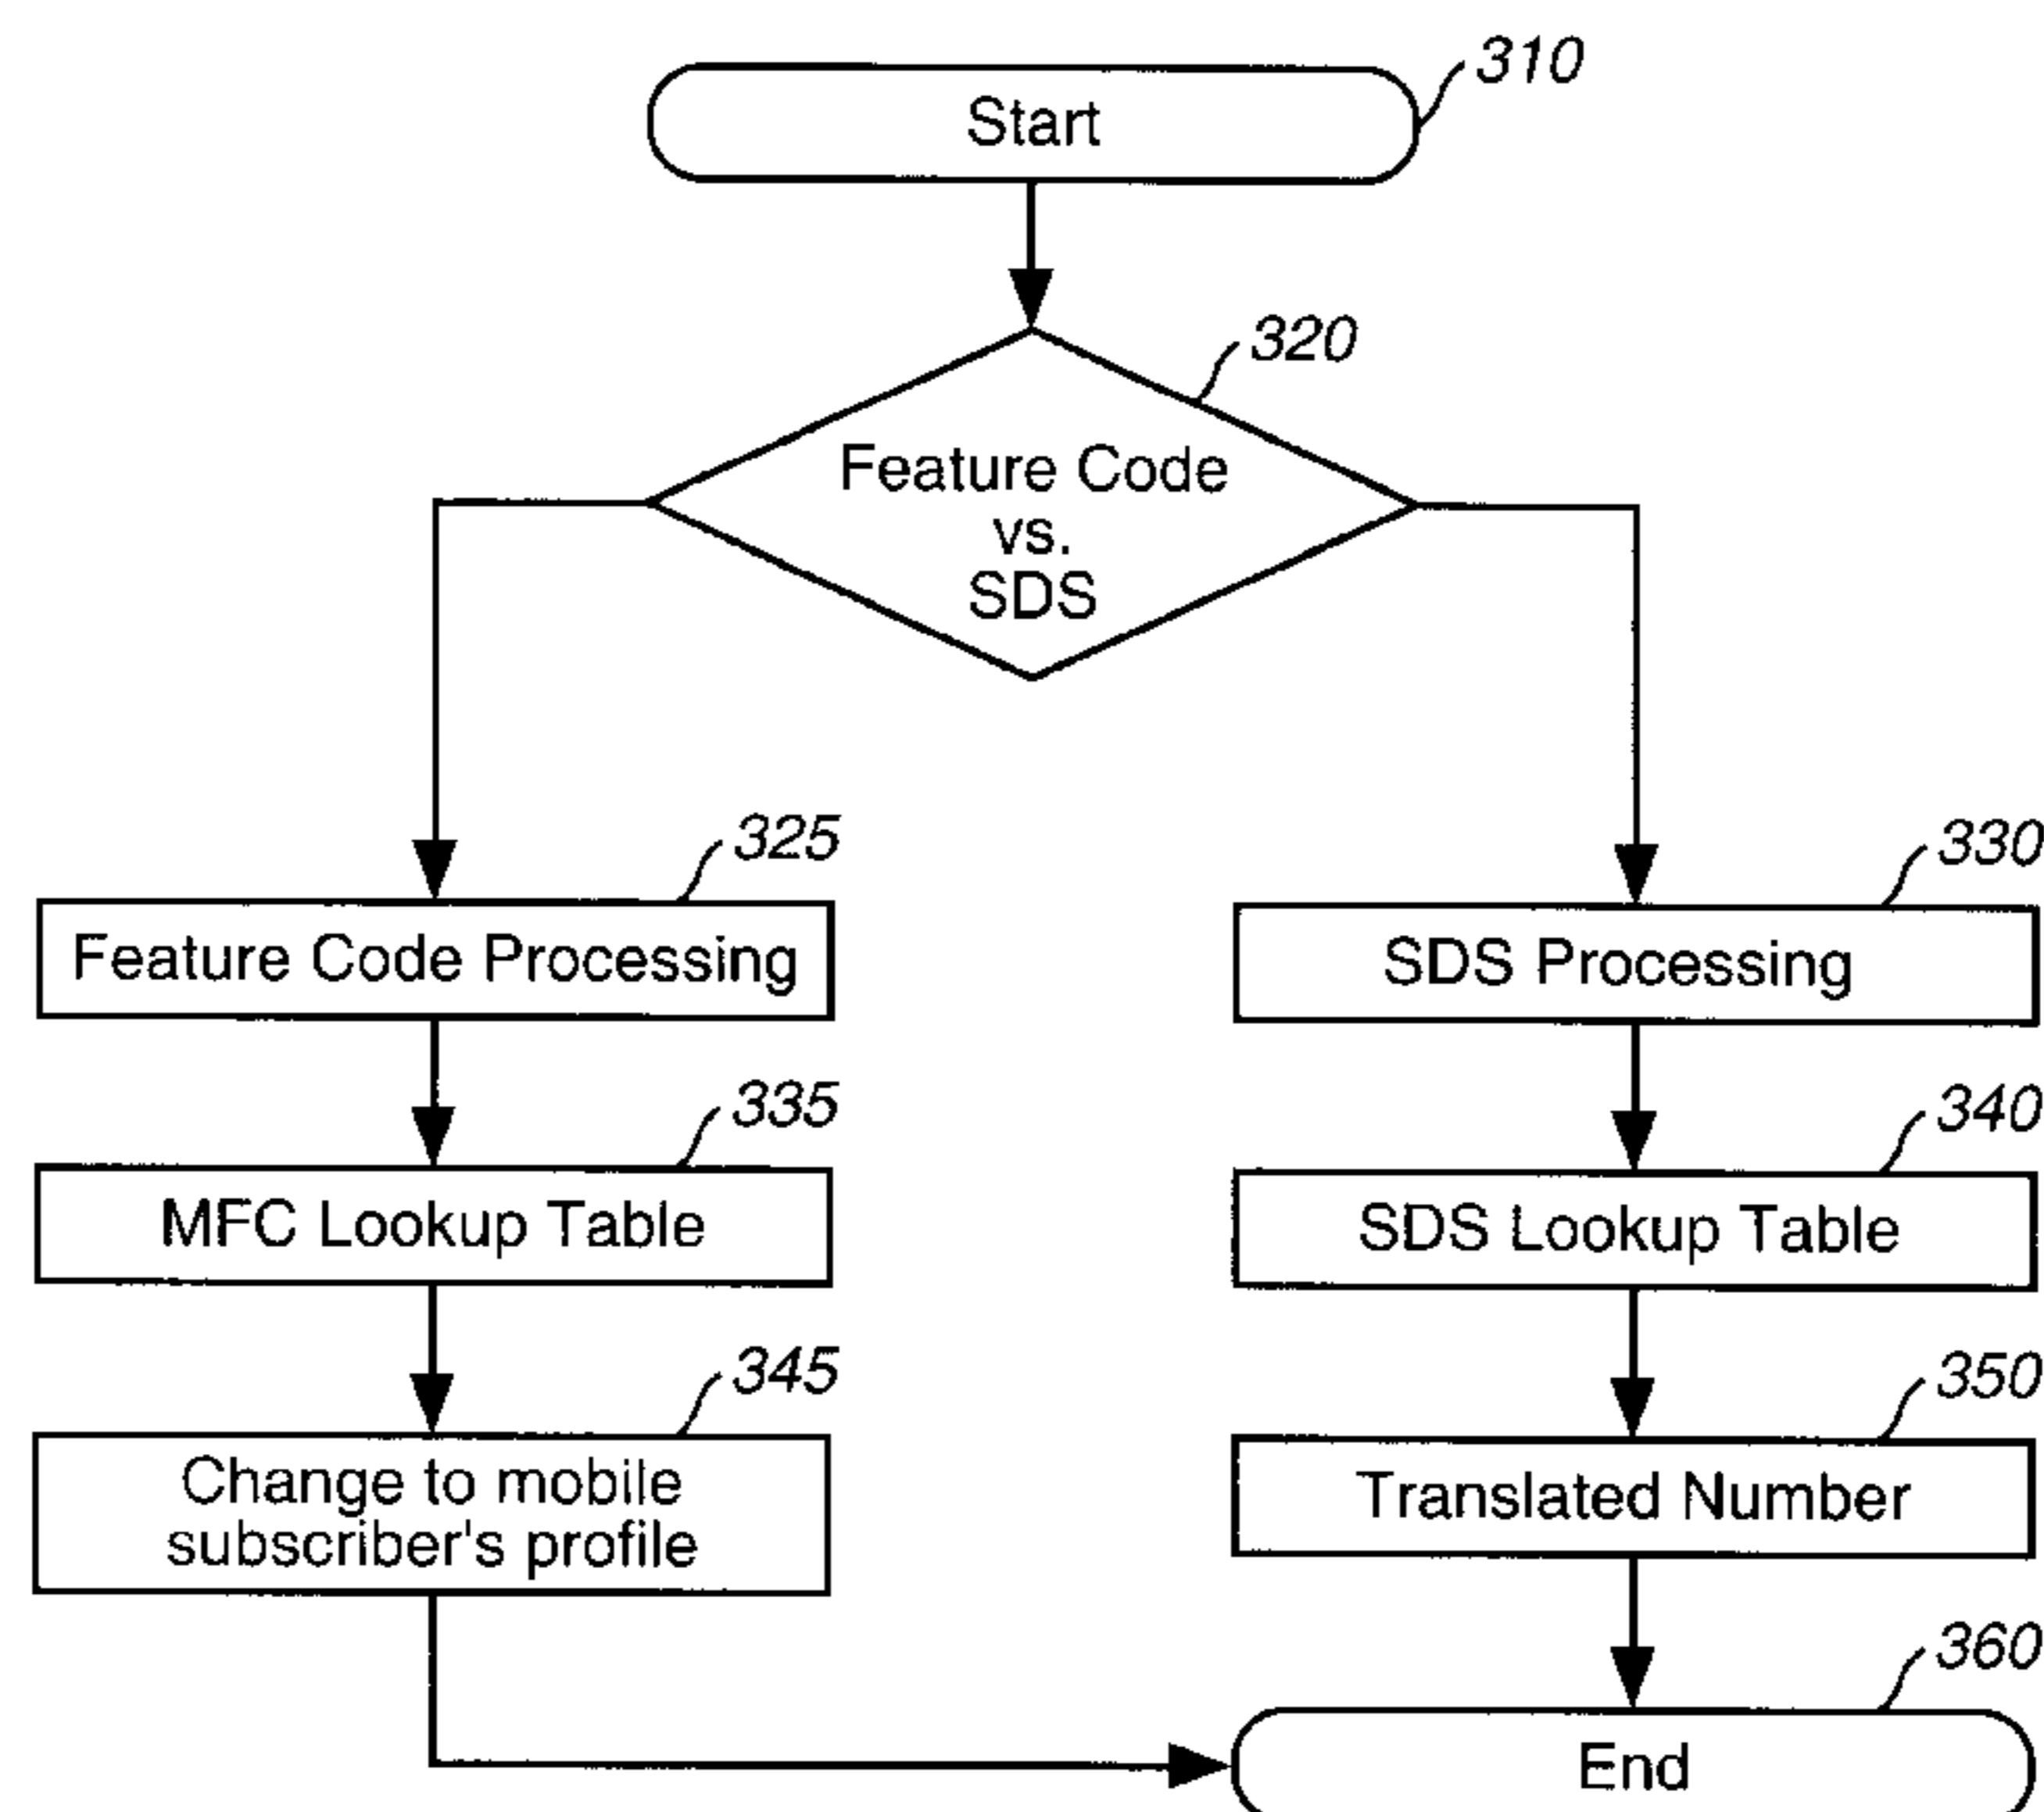 310
Start
320
Feature Code
vs.
SDS
325
330
Feature Code Processing
SDS Processing
335
340
MFC Lookup Table
SDS Lookup Table
345
350
Change to mobile
subscriber's profile
Translated Number
360
End